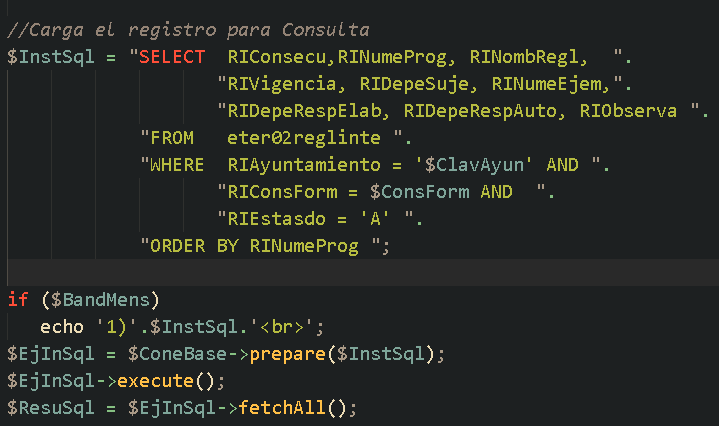 //Carga el registro para Consulta
$InstSql = "SELECT  RIConsecu,RINumeProg, RINombRegl,  ".
"RIVigencia, RIDepeSuje, RINumeEjem,".
"RIDepeRespElab, RIDepeRespAuto, RIObserva ".
"FROM   eter02reglinte ".
"WHERE  RIAyuntamiento = '$ClavAyun' AND ".
"RIConsForm = $ConsForm AND  ".
"RIEstasdo = 'A' ".
"ORDER BY RINumeProg ";
if ($BandMens)
echo '1)'.$InstSql.'<br>';
$EjInSql = $ConeBase->prepare($InstSql);
$EjInSql->execute();
$ResuSql = $EjInSql->fetchAll();